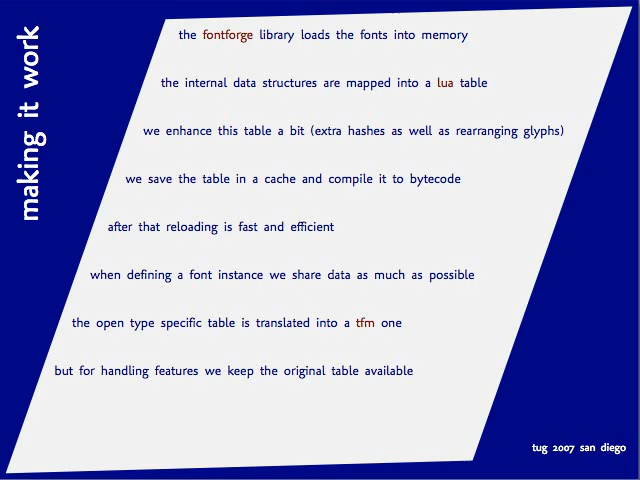 making it work
the fontforge library loads the fonts into memory
the internal data structures are mapped into a lua table
we enhance this table a bit (extra hashes as well as rearranging glyphs)
we save the table in a cache and compile it to bytecode
after that reloading is fast and efficient
when defining a font instance we share data as much as possible
the open type specific table is translated into a tfm one
but for handling features we keep the original table available
tug 2007 san diego